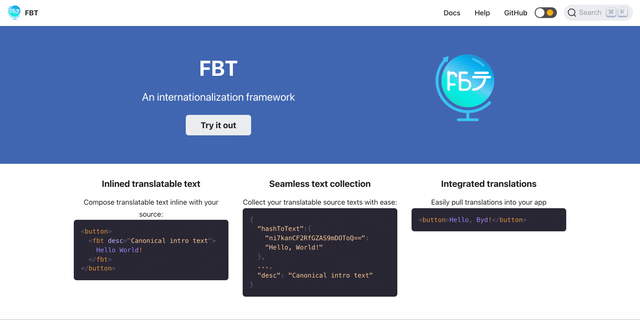 FBT
Docs
Help
GitHub
Search ⌘ K
FBT
An internationalization framework
Try it out
FBテ
Inlined translatable text
Compose translatable text inline with your
source:
<button>
<fbt desc="Canonical intro text">
Hello World!
</fbt>
</button>
Seamless text collection
Collect your translatable source texts with ease:
{
"hashToText":{
"ni7kanCF2RfGZAS9mDOToQ==":
"Hello, World!"
},
...,
"desc": "Canonical intro text"
}
Integrated translations
Easily pull translations into your app
<button>Hello, Byd!</button>